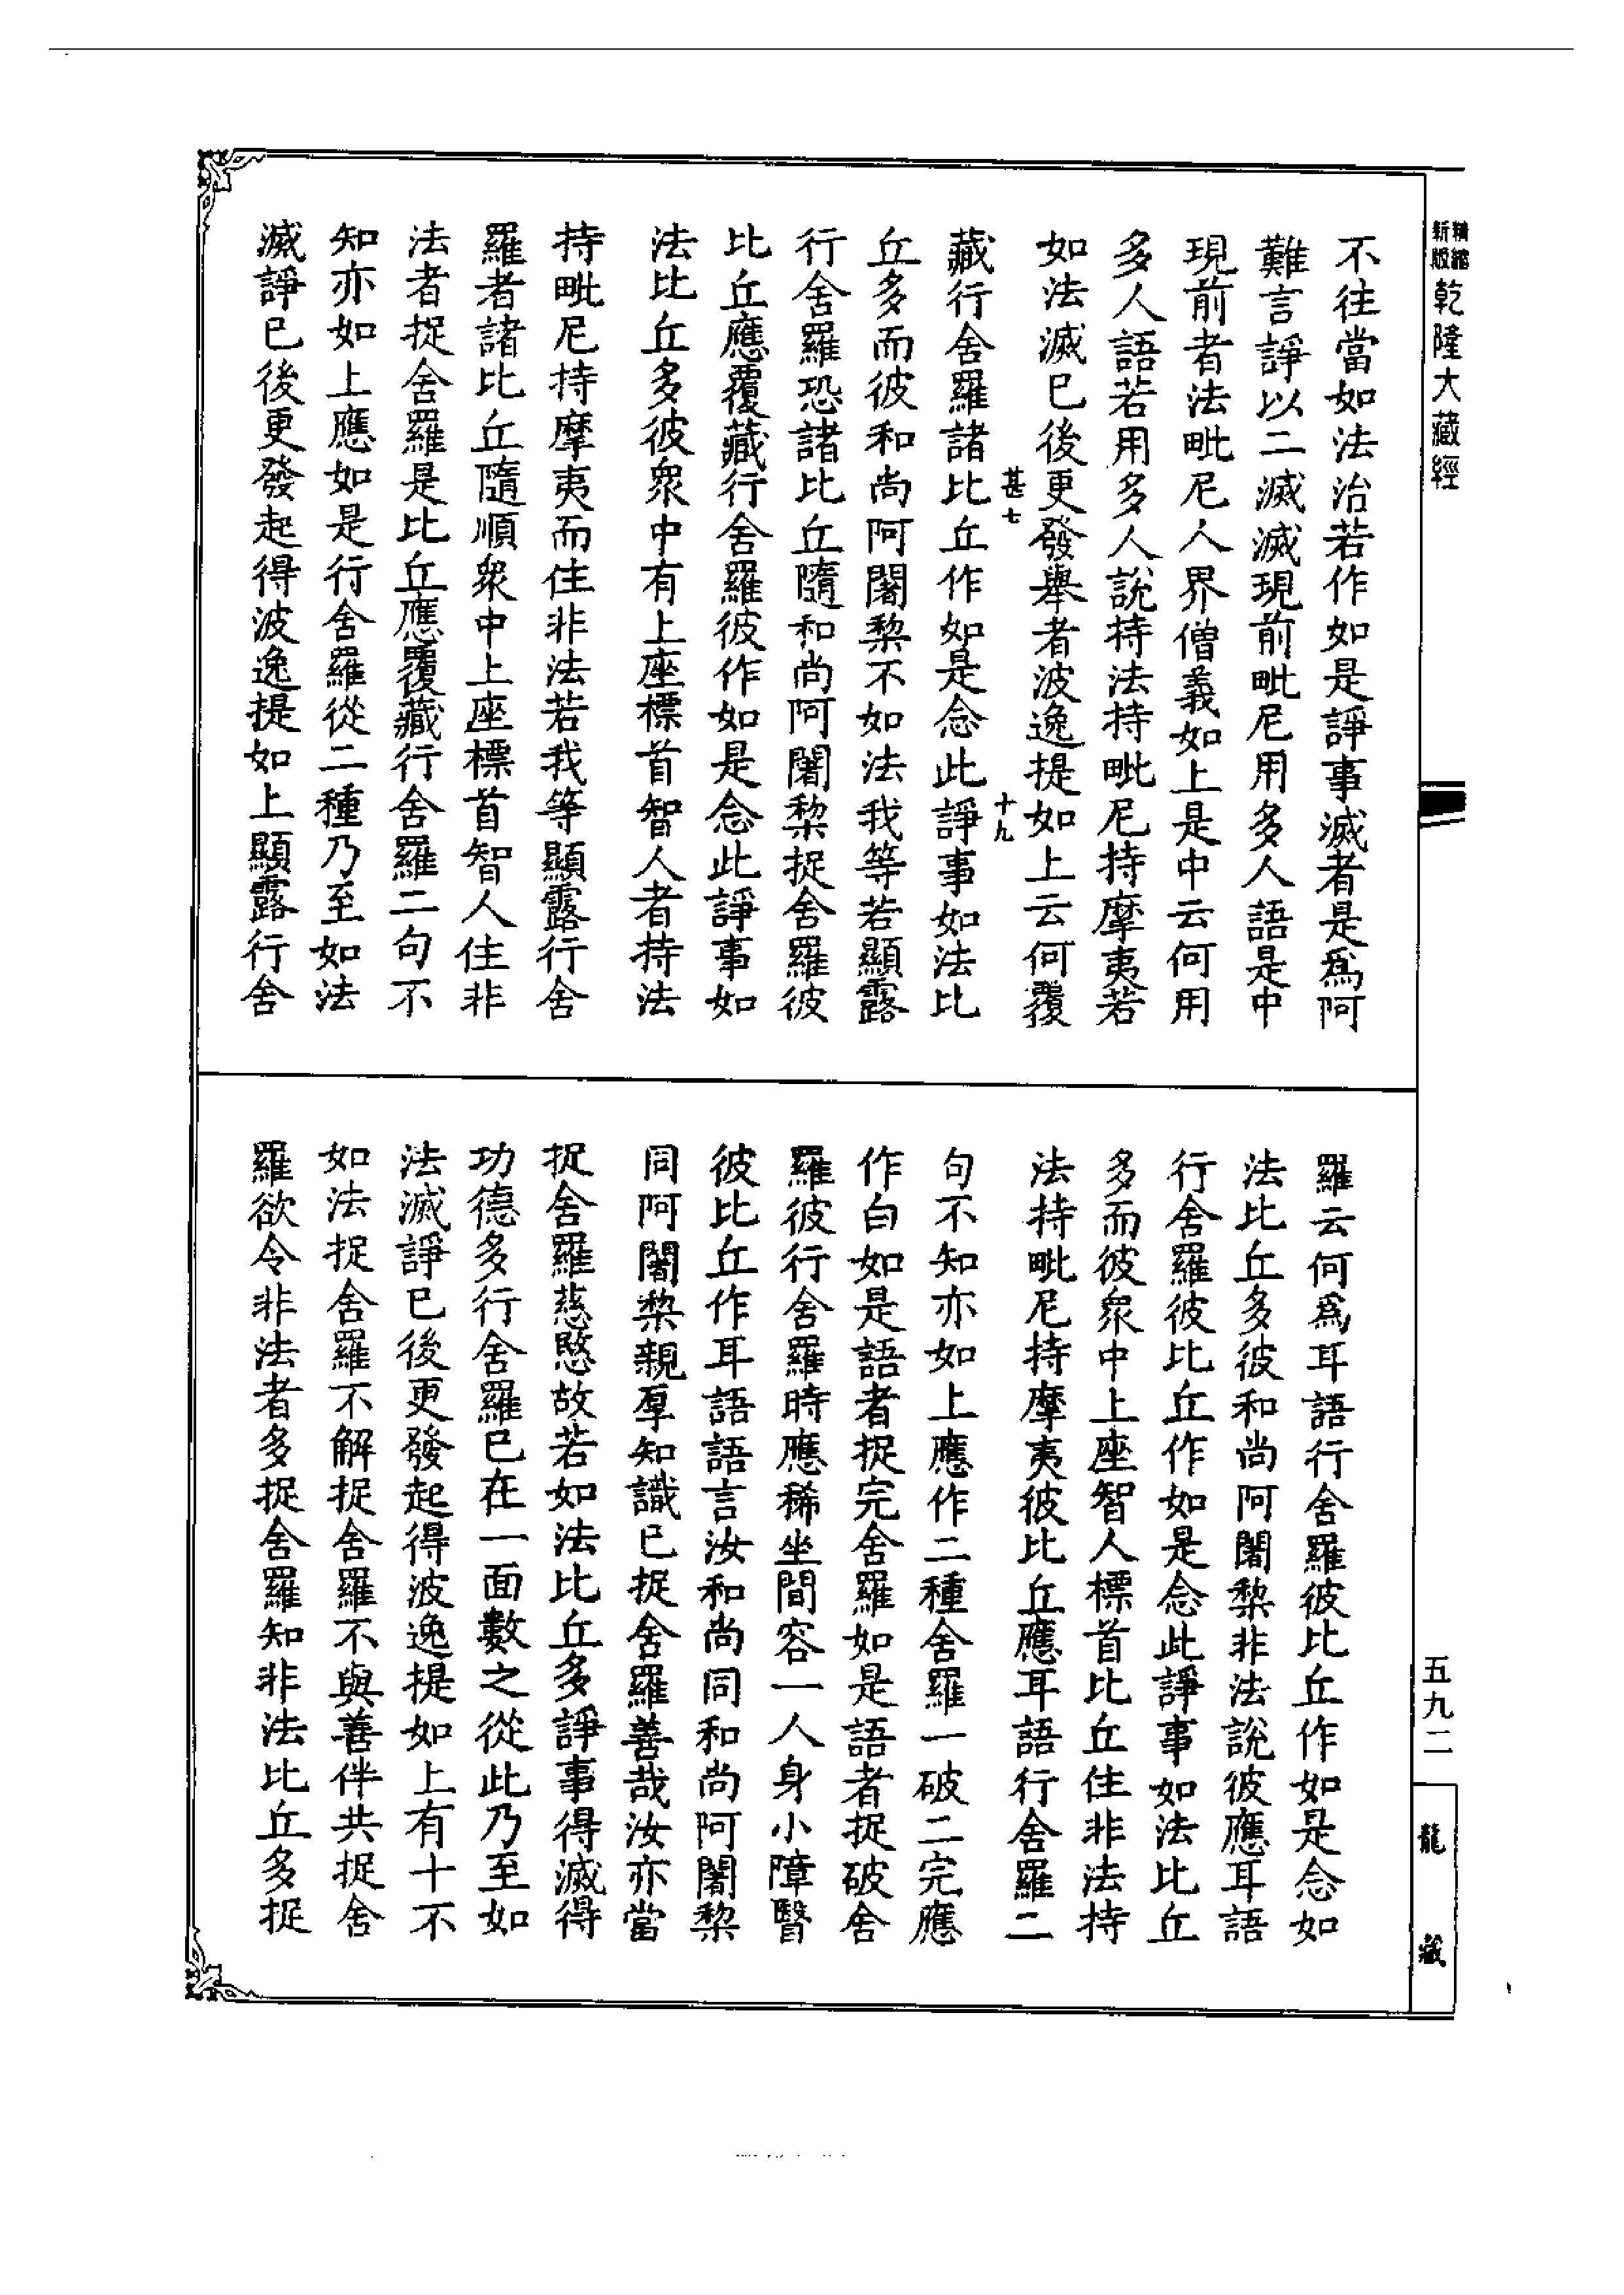 精縮新版乾隆大藏經
不往當如法治若作如是諍事滅者是爲阿
難言諍以二滅滅現前毗尼用多人語是中
現前者法毗尼人界僧義如上是中云何用
多人語若用多人說持法持毗尼持摩夷若
如法滅已後更發舉者波逸提如上云何覆
甚七 十九
藏行舍羅諸比丘作如是念此諍事如法比
丘多而彼和尚阿闍棃不如法我等若顯露
行舍羅恐諸比丘隨和尚阿闍棃捉舍羅彼
比丘應覆藏行舍羅彼作如是念此諍事如
法比丘多彼衆中有上座標首智人者持法
持毗尼持摩夷而住非法若我等顯露行舍
羅者諸比丘隨順衆中上座標首智人住非
法者捉舍羅是比丘應覆藏行舍羅二句不
知亦如上應如是行舍羅從二種乃至如法
滅諍已後更發起得波逸提如上顯露行舍
羅云何爲耳語行舍羅彼比丘作如是念如
法比丘多彼和尚阿闍棃非法說彼應耳語
行舍羅彼比丘作如是念此諍事如法比丘
多而彼衆中上座智人標首比丘住非法持
法持毗尼持摩夷彼比丘應耳語行舍羅二
句不知亦如上應作二種舍羅一破二完應
作白如是語者捉完舍羅如是語者捉破舍
羅彼行舍羅時應稀坐間容一人身小障翳
彼比丘作耳語語言汝和尚同和尚阿闍棃
同阿闍棃親厚知識已捉舍羅善哉汝亦當
捉舍羅慈愍故若如法比丘多諍事得滅得
功德多行舍羅已在一面數之從此乃至如
法滅諍已後更發起得波逸提如上有十不
如法捉舍羅不解捉舍羅不與善伴共捉舍
羅欲令非法者多捉舍羅知非法比丘多捉
五九二
龍藏